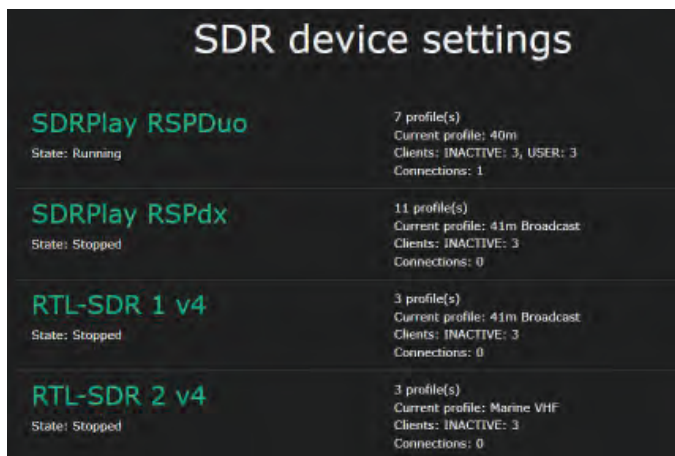 SDR device settings
SDRPlay RSPDuo
State: Running
7 profile(s)
Current profile: 40m
Clients: INACTIVE: 3, USER: 3
Connections: 1
SDRPlay RSPdx
State: Stopped
11 profile(s)
Current profile: 41m Broadcast
Clients: INACTIVE: 3
Connections: 0
RTL-SDR 1 v4
State: Stopped
3 profile(s)
Current profile: 41m Broadcast
Clients: INACTIVE: 3
Connections: 0
RTL-SDR 2 v4
State: Stopped
3 profile(s)
Current profile: Marine VHF
Clients: INACTIVE: 3
Connections: 0